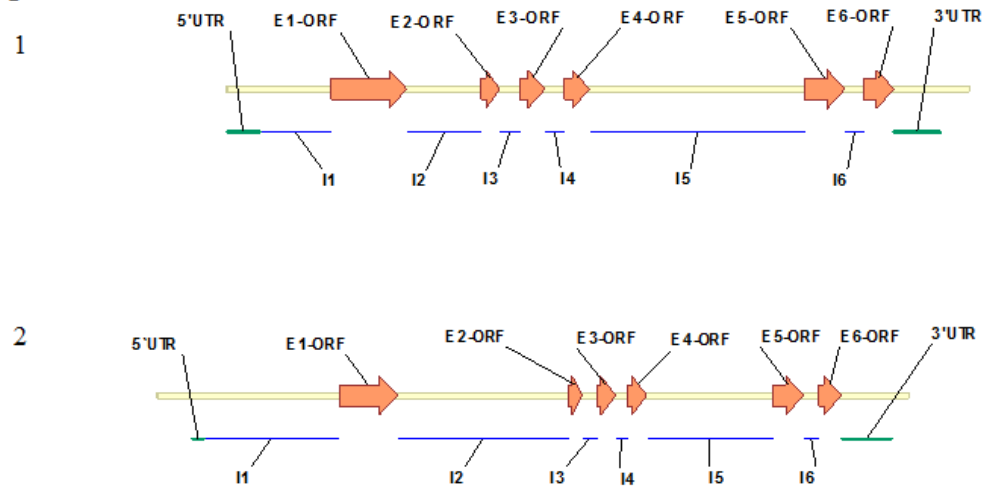 5'UTR E1-ORF E2-ORF E3-ORF E4-ORF E5-ORF E6-ORF 3'UTR
1
I1 I2 I3 I4 I5 I6
2
5'UTR E1-ORF E2-ORF E3-ORF E4-ORF E5-ORF E6-ORF 3'UTR
I1 I2 I3 I4 I5 I6